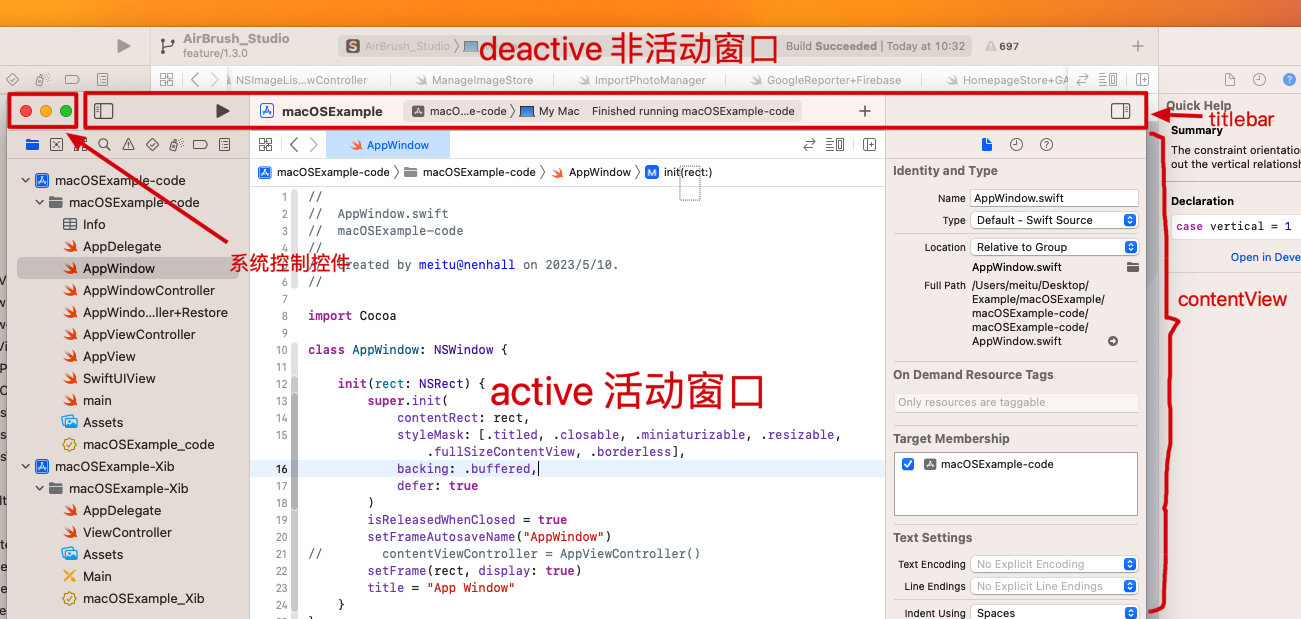 AirBrush_Studio
feature/1.3.0
AirBrush_Studio
deactive 非活动窗口
Build Succeeded | Today at 10:32
697
NSImageLis...wController
ManageImageStore
ImportPhotoManager
GoogleReporter+Firebase
HomepageStore+GA
macOSExample
macO...e-code
My Mac
Finished running macOSExample-code
titlebar
Quick Help
Summary
The constraint orientatio
out the vertical relationsh
Declaration
case vertical = 1
Open in Deve
contentView
系统控制控件
AppWindow
macOSExample-code
macOSExample-code
AppWindow
init(rect:)
macOSExample-code
macOSExample-code
Info
AppDelegate
AppWindow
AppWindowController
AppWindo...ller+Restore
AppViewController
AppView
SwiftUIView
main
Assets
macOSExample_code
macOSExample-Xib
macOSExample-Xib
AppDelegate
ViewController
Assets
Main
macOSExample_Xib
1 //
2 // AppWindow.swift
3 // macOSExample-code
4 //
5 // Created by meitu@nenhall on 2023/5/10.
6 //
7
8 import Cocoa
9
10 class AppWindow: NSWindow {
11
12 init(rect: NSRect) {
13 super.init(
14 contentRect: rect,
15 styleMask: [.titled, .closable, .miniaturizable, .resizable,
.fullSizeContentView, .borderless],
16 backing: .buffered,
17 defer: true
18 )
19 isReleasedWhenClosed = true
20 setFrameAutosaveName("AppWindow")
21 // contentViewController = AppViewController()
22 setFrame(rect, display: true)
23 title = "App Window"
24 }
active 活动窗口
Identity and Type
Name AppWindow.swift
Type Default - Swift Source
Location Relative to Group
AppWindow.swift
Full Path /Users/meitu/Desktop/
Example/macOSExample/
macOSExample-code/
macOSExample-code/
AppWindow.swift
On Demand Resource Tags
Only resources are taggable
Target Membership
macOSExample-code
Text Settings
Text Encoding No Explicit Encoding
Line Endings No Explicit Line Endings
Indent Using Spaces